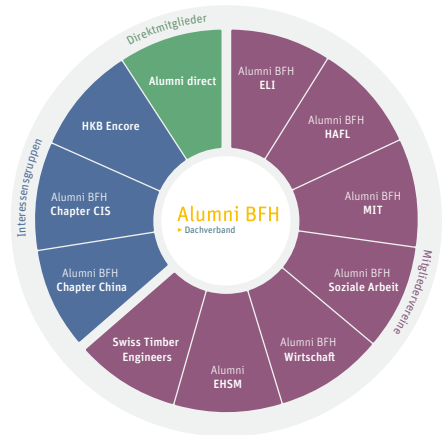 Direktmitglieder
Alumni direct
Alumni BFH
ELI
Alumni BFH
HAFL
Alumni BFH
MIT
Alumni BFH
Soziale Arbeit
Alumni BFH
Wirtschaft
Alumni
EHSM
Swiss Timber
Engineers
Mitgliedervereine
Alumni BFH
Chapter China
Alumni BFH
Chapter CIS
HKB Encore
Interessensgruppen
Alumni BFH
Dachverband